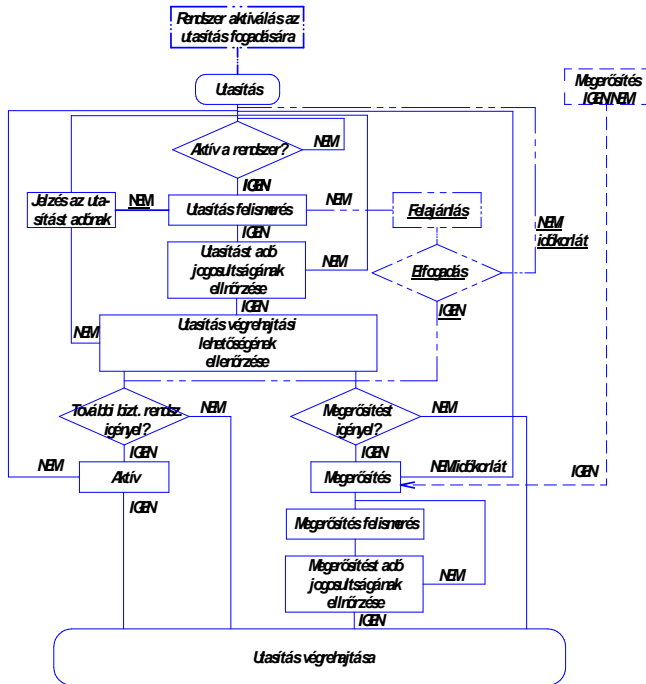 Rendszer aktiválás az
utasítás fogadására
Utasítás
Megerősítés
IGEN/NEM
Aktív a rendszer?
NEM
IGEN
Jelzés az uta-
sítást adónak
NEM
Utasítás felismerés
NEM
Felajánlás
NEM/
időkorlát
IGEN
Utasítást adó
jogosultságának
ellnőrzése
NEM
Elfogadás
IGEN
IGEN
NEM
Utasítás végrehajtási
lehetőségének
ellenőrzése
További bizt. rendsz.
igényel?
NEM
Megerősítést
igényel?
NEM
IGEN
IGEN
NEM
Aktív
Megerősítés
NEM/időkorlát
IGEN
IGEN
Megerősítés felismerés
Megerősítést adó
jogosultságának
ellnőrzése
NEM
IGEN
Utasítás végrehajtása